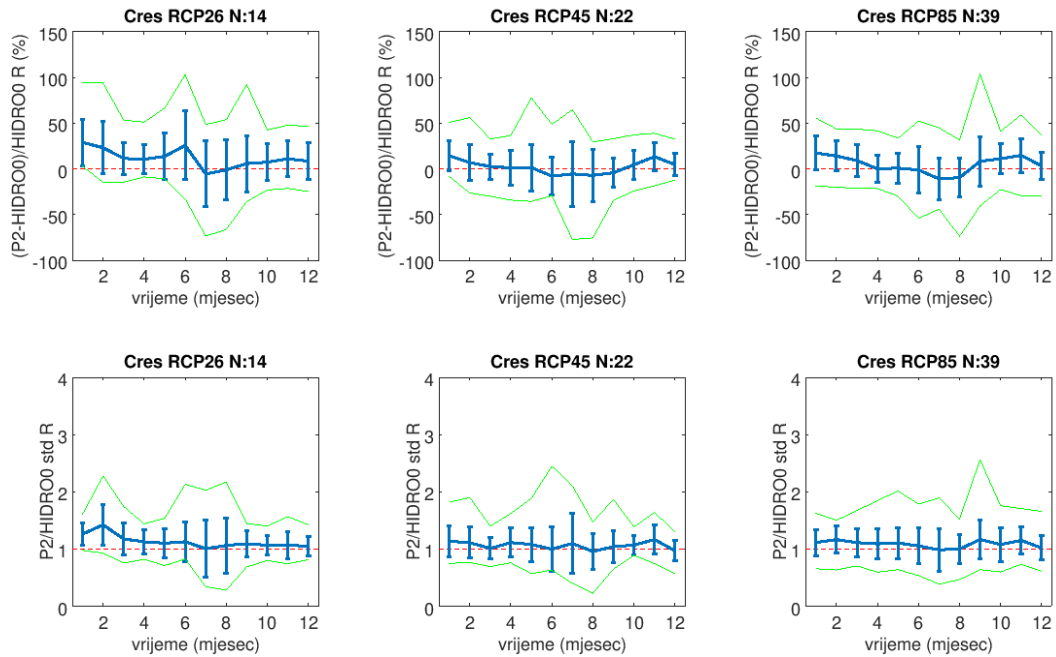 Cres RCP26 N:14
(P2-HIDRO0)/HIDRO0 R (%)
150
100
50
0
-50
-100
2 4 6 8 10 12
vrijeme (mjesec)
Cres RCP45 N:22
(P2-HIDRO0)/HIDRO0 R (%)
150
100
50
0
-50
-100
2 4 6 8 10 12
vrijeme (mjesec)
Cres RCP85 N:39
(P2-HIDRO0)/HIDRO0 R (%)
150
100
50
0
-50
-100
2 4 6 8 10 12
vrijeme (mjesec)
Cres RCP26 N:14
P2/HIDRO0 std R
4
3
2
1
0
2 4 6 8 10 12
vrijeme (mjesec)
Cres RCP45 N:22
P2/HIDRO0 std R
4
3
2
1
0
2 4 6 8 10 12
vrijeme (mjesec)
Cres RCP85 N:39
P2/HIDRO0 std R
4
3
2
1
0
2 4 6 8 10 12
vrijeme (mjesec)